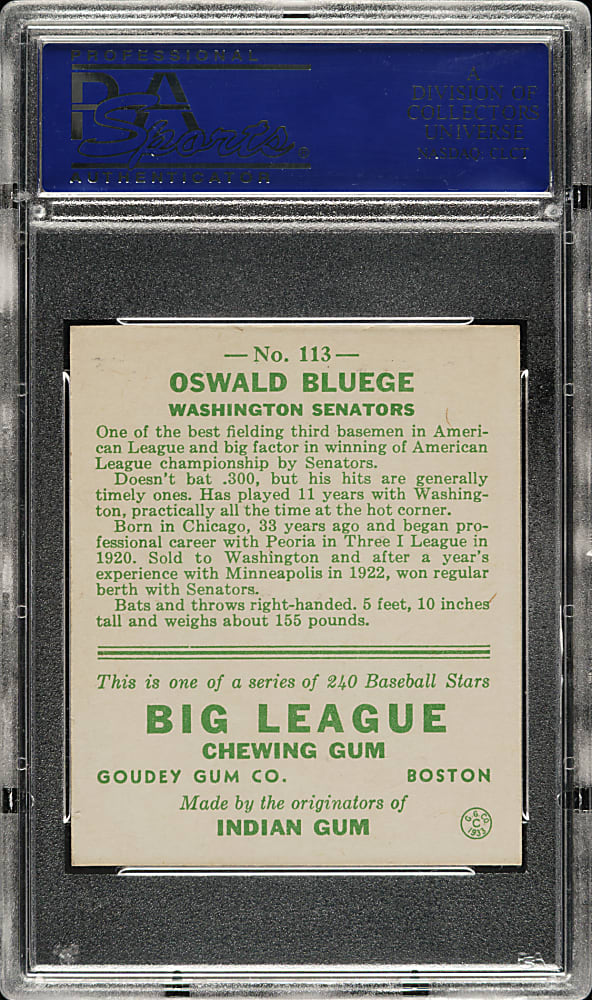 PROFESSIONAL
PSA
Sports®
AUTHENTICATOR
A
DIVISION OF
COLLECTORS
UNIVERSE
NASDAQ: CLCT
— No. 113 —
OSWALD BLUEGE
WASHINGTON SENATORS
One of the best fielding third basemen in Ameri-
can League and big factor in winning of American
League championship by Senators.
Doesn't bat .300, but his hits are generally
timely ones. Has played 11 years with Washing-
ton, practically all the time at the hot corner.
Born in Chicago, 33 years ago and began pro-
fessional career with Peoria in Three I League in
1920. Sold to Washington and after a year's
experience with Minneapolis in 1922, won regular
berth with Senators.
Bats and throws right-handed. 5 feet, 10 inches
tall and weighs about 155 pounds.
This is one of a series of 240 Baseball Stars
BIG LEAGUE
CHEWING GUM
GOUDEY GUM CO. BOSTON
Made by the originators of
INDIAN GUM
G. G. CO.
C
1933
PSA